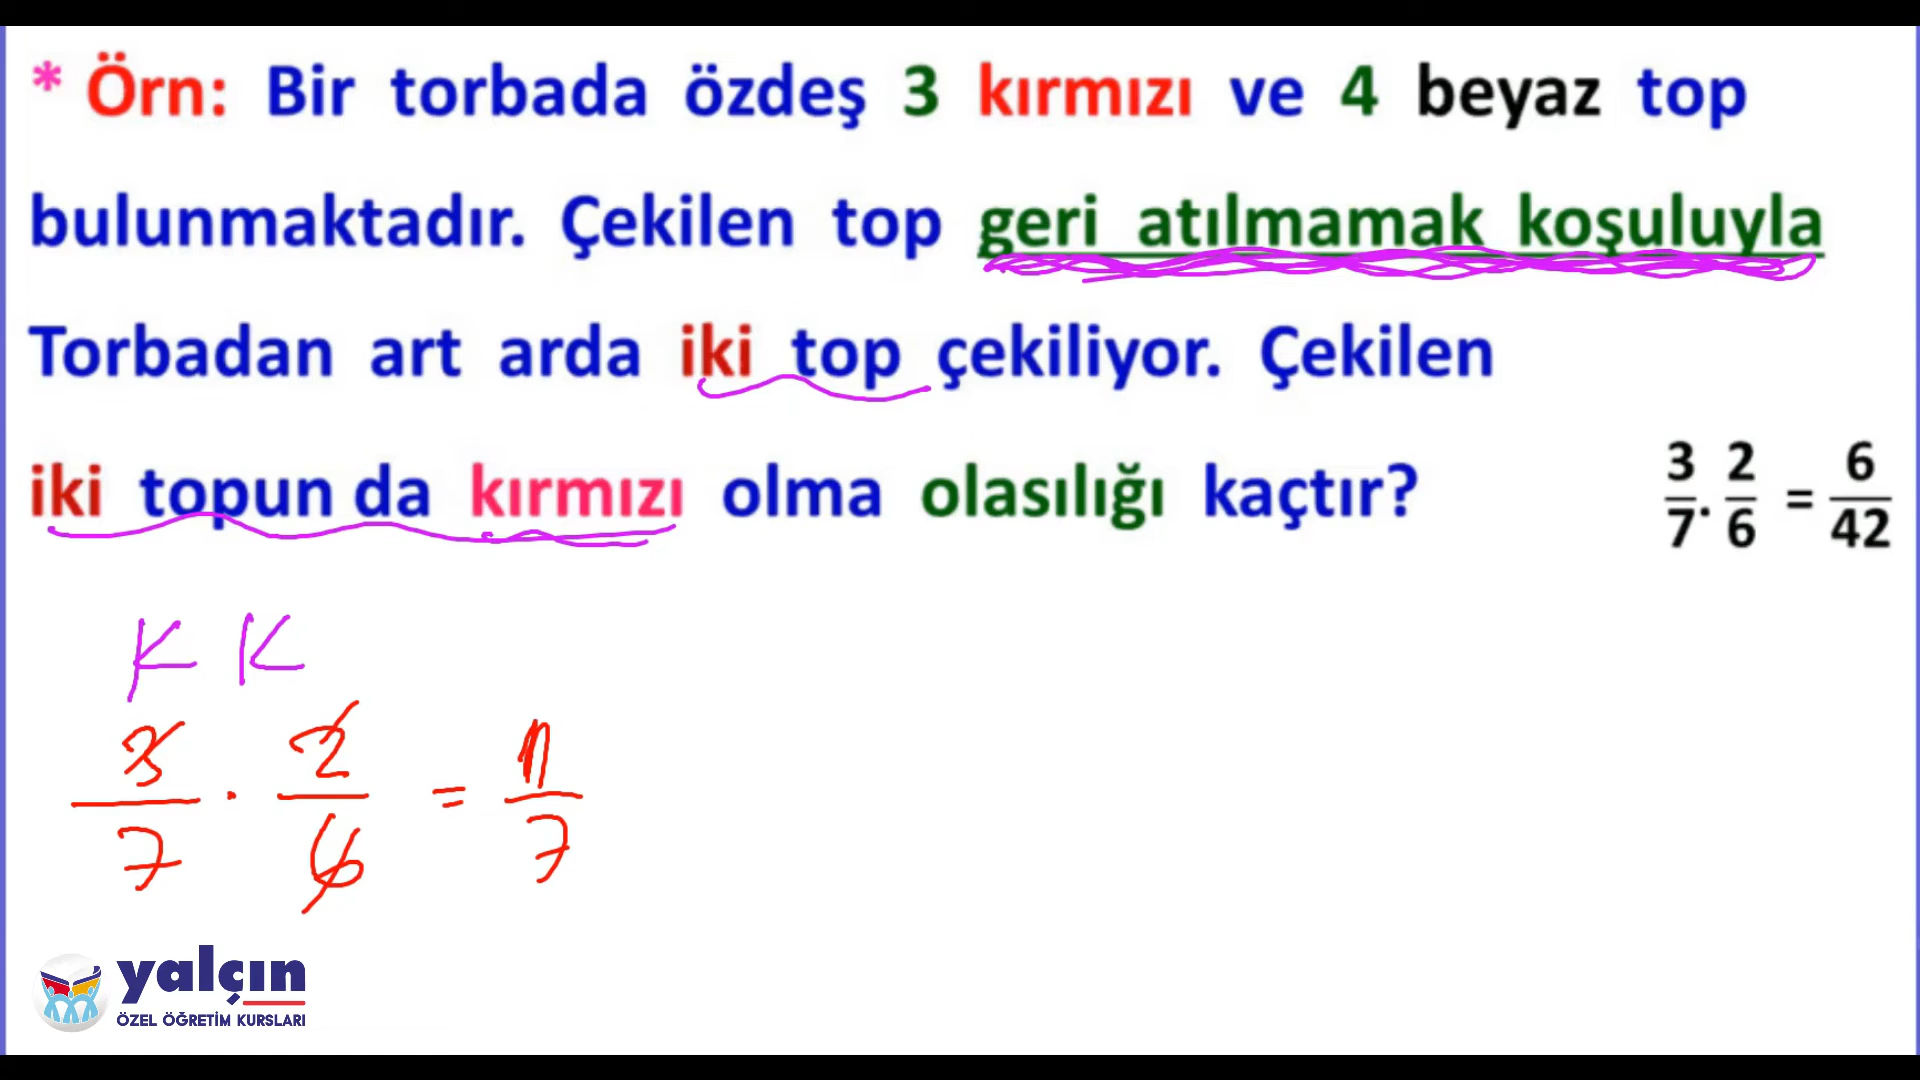 * Örn: Bir torbada özdeş 3 kırmızı ve 4 beyaz top
bulunmaktadır. Çekilen top geri atılmamak koşuluyla
Torbadan art arda iki top çekiliyor. Çekilen
iki topun da kırmızı olma olasılığı kaçtır?
3/7 . 2/6 = 6/42
K K
3/7 . 2/6 = 1/7
yalçın
ÖZEL ÖĞRETİM KURSLARI